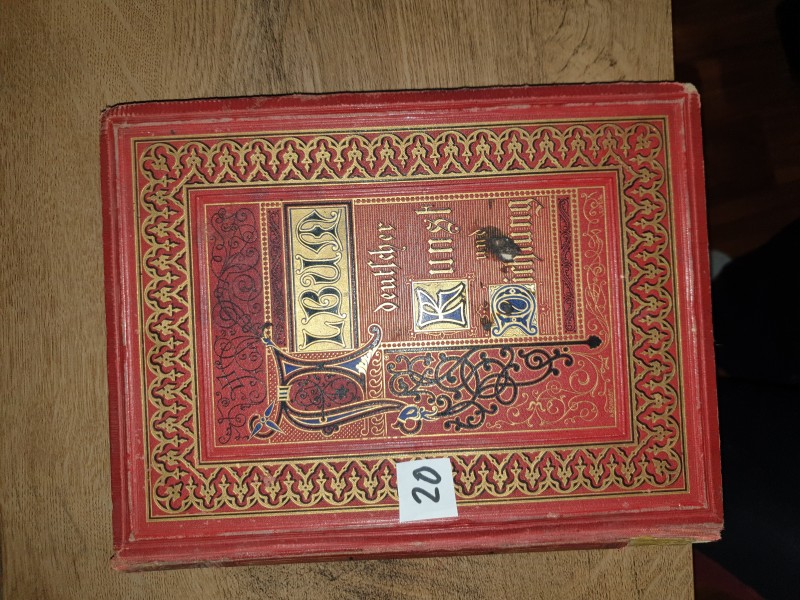 ALBUM
deutscher
Kunst
und
Dichtung
20